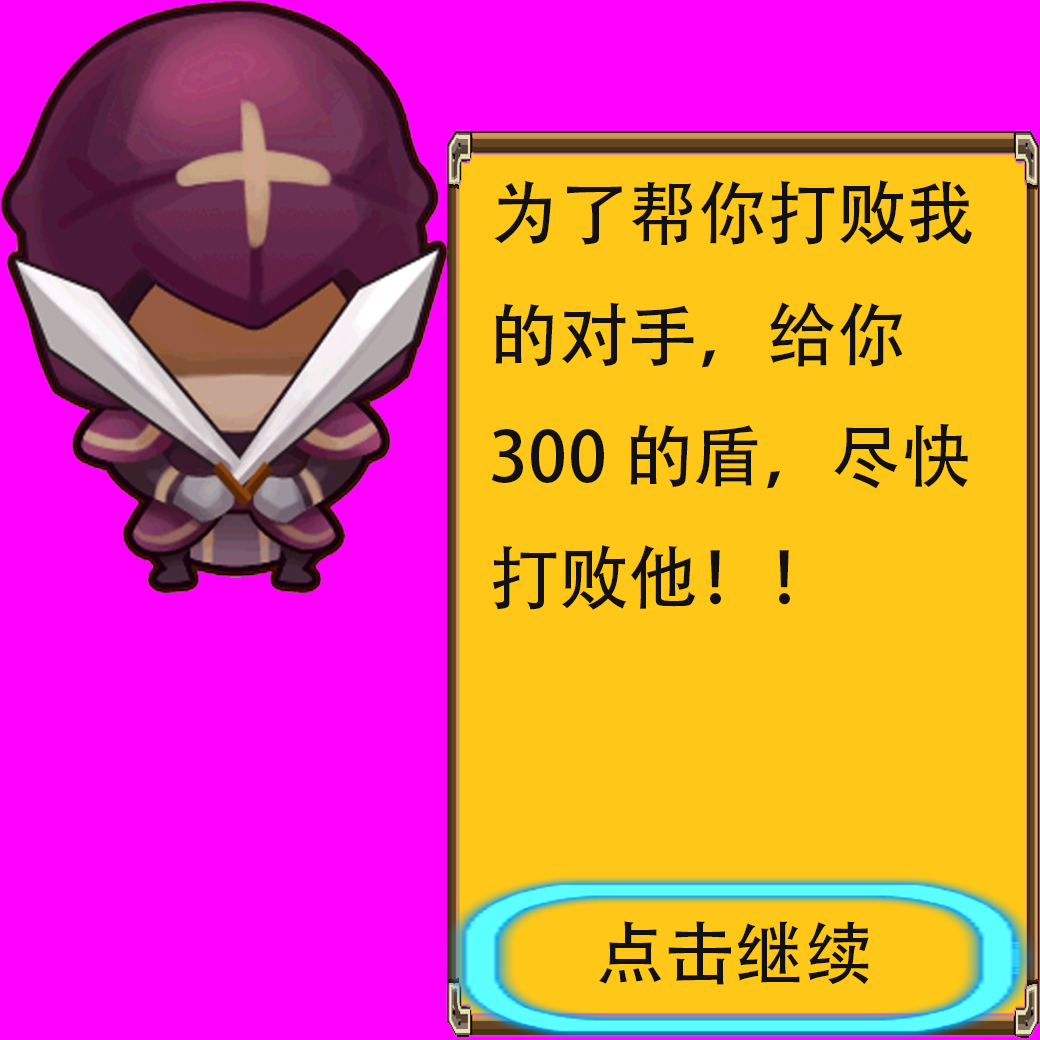 为了帮你打败我
的对手，给你
300 的盾，尽快
打败他！！
点击继续